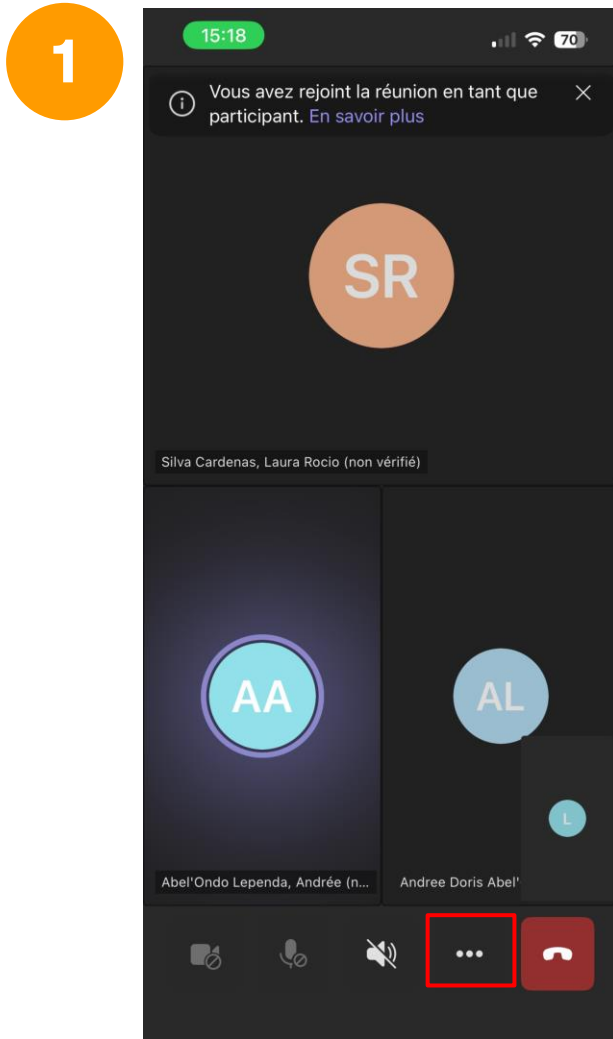 1
15:18
70
Vous avez rejoint la réunion en tant que
participant. En savoir plus
SR
Silva Cardenas, Laura Rocio (non vérifié)
AA
AL
L
Abel'Ondo Lependa, Andrée (n...
Andree Doris Abel'